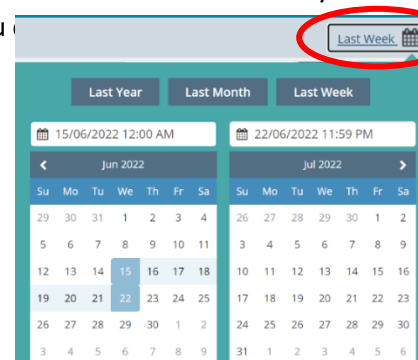 Last Week
Last Year Last Month Last Week
15/06/2022 12:00 AM 22/06/2022 11:59 PM
Jun 2022 Jul 2022
Su Mo Tu We Th Fr Sa Su Mo Tu We Th Fr Sa
29 30 31 1 2 3 4 26 27 28 29 30 1 2
5 6 7 8 9 10 11 3 4 5 6 7 8 9
12 13 14 15 16 17 18 10 11 12 13 14 15 16
19 20 21 22 23 24 25 17 18 19 20 21 22 23
26 27 28 29 30 1 2 24 25 26 27 28 29 30
3 4 5 6 7 8 9 31 1 2 3 4 5 6